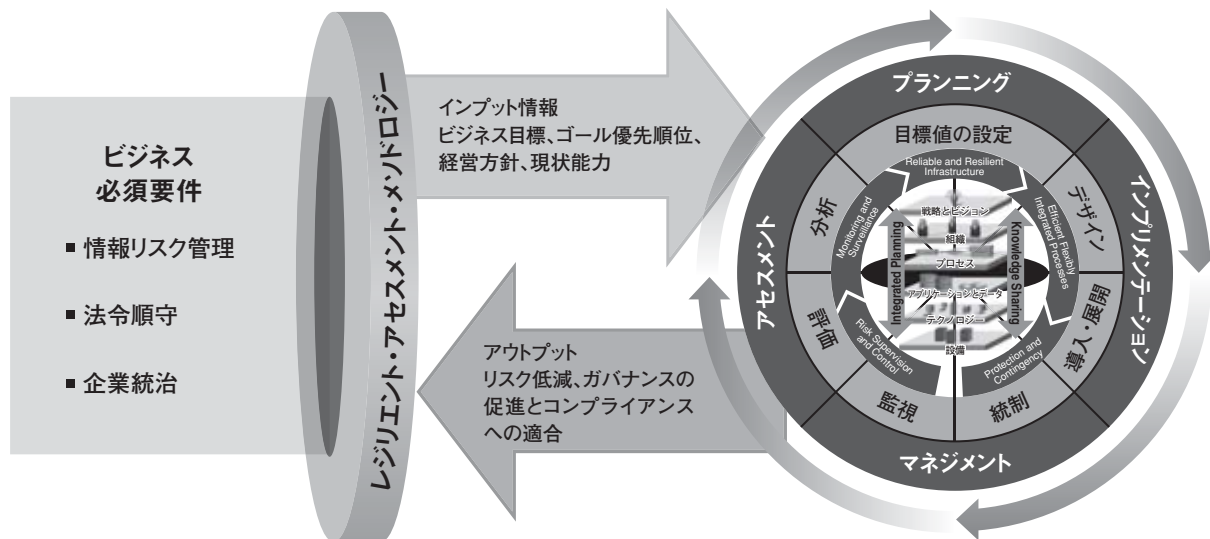 ビジネス
必須要件
■ 情報リスク管理
■ 法令順守
■ 企業統治
レジリエント・アセスメント・メソドロジー
インプット情報
ビジネス目標、ゴール優先順位、
経営方針、現状能力
アウトプット
リスク低減、ガバナンスの
促進とコンプライアンス
への適合
プランニング
インプリメンテーション
マネジメント
アセスメント
目標値の設定
デザイン
導入・展開
統制
監視
評価
分析
Reliable and Resilient
Infrastructure
Efficient Flexibly
Integrated Processes
Protection and
Contingency
Risk Supervision
and Control
Monitoring and
Surveillance
Integrated Planning
Knowledge Sharing
戦略とビジョン
組織
プロセス
アプリケーションとデータ
テクノロジー
設備